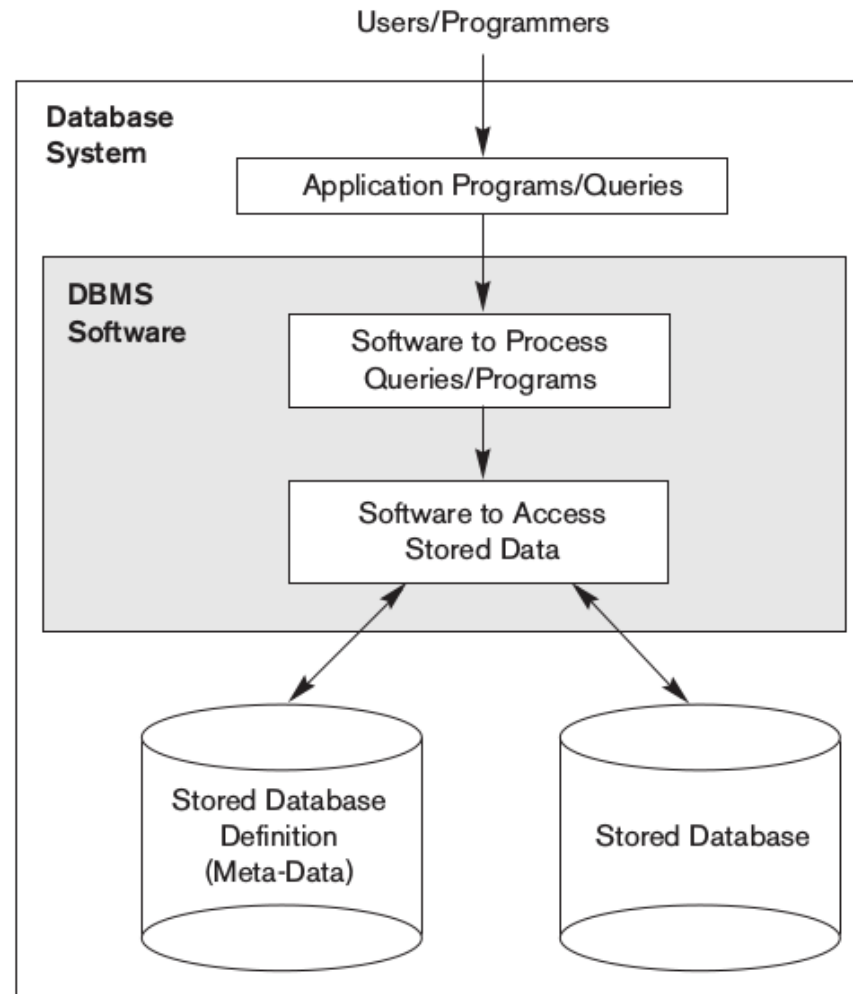 Users/Programmers
Database
System
Application Programs/Queries
DBMS
Software
Software to Process
Queries/Programs
Software to Access
Stored Data
Stored Database
Definition
(Meta-Data)
Stored Database